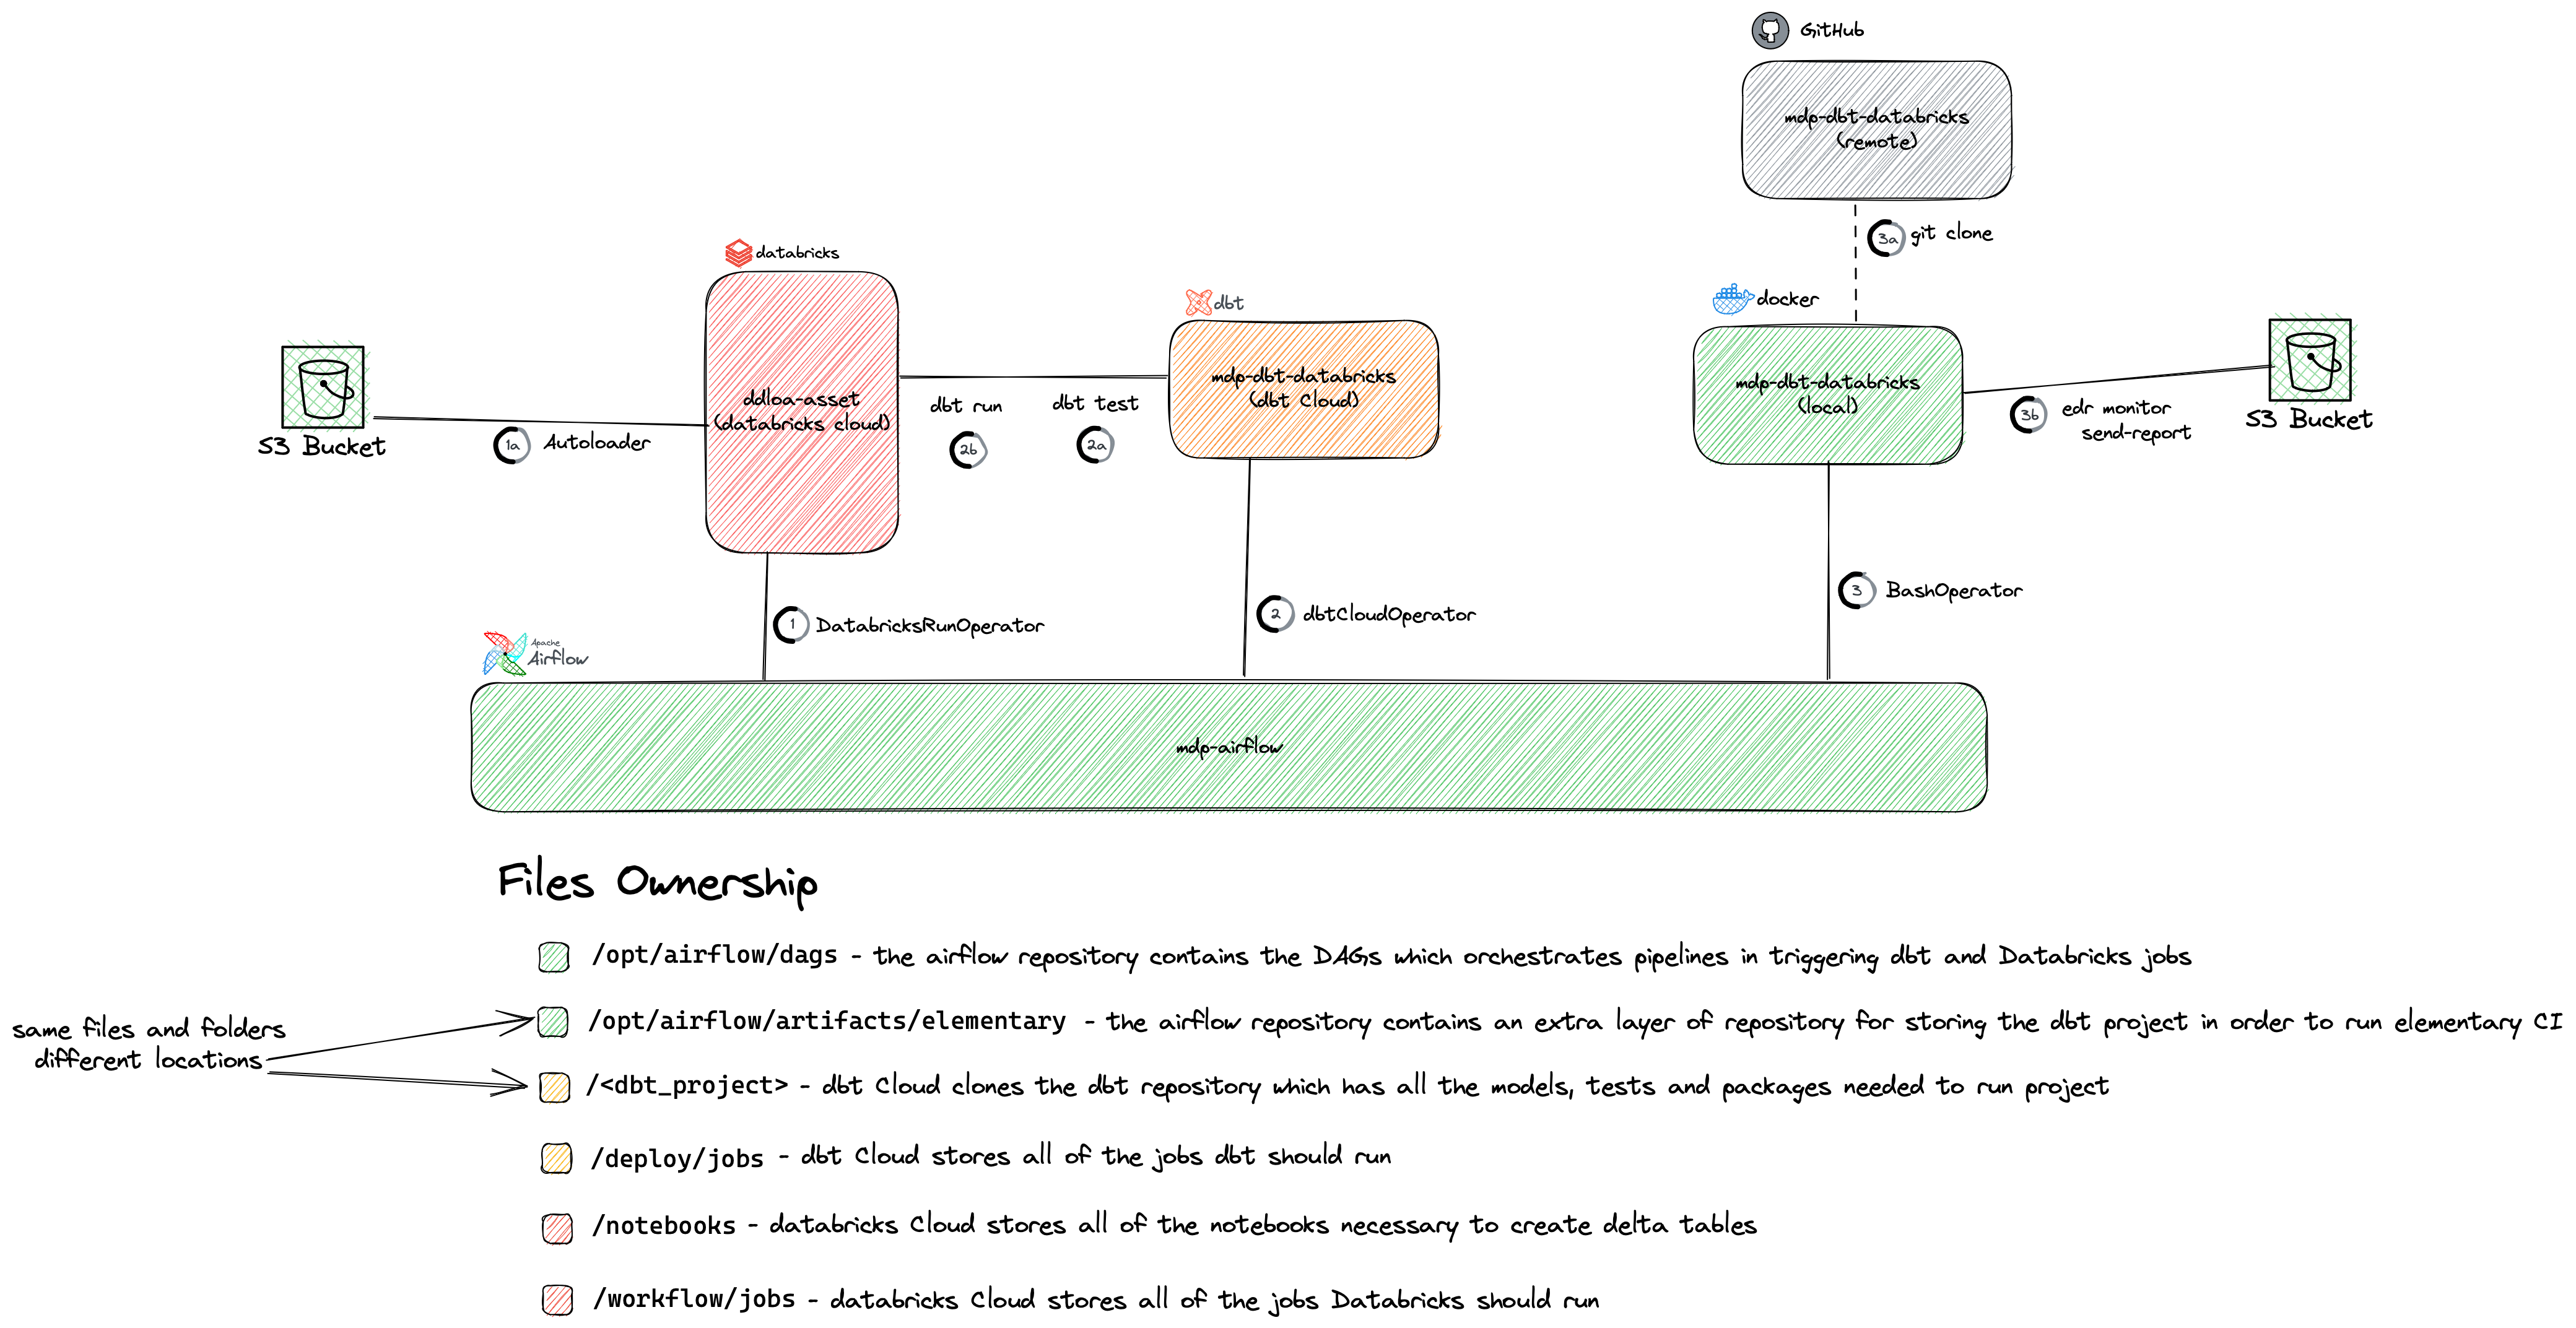 GitHub
mdp-dbt-databricks
(remote)
3a git clone
databricks
dbt
docker
ddloa-asset
(databricks cloud)
mdp-dbt-databricks
(dbt Cloud)
mdp-dbt-databricks
(local)
S3 Bucket
1a Autoloader
dbt run
2b
dbt test
2a
3b edr monitor
send-report
S3 Bucket
1 DatabricksRunOperator
2 dbtCloudOperator
3 BashOperator
Apache
Airflow
mdp-airflow
Files Ownership
/opt/airflow/dags - the airflow repository contains the DAGs which orchestrates pipelines in triggering dbt and Databricks jobs
same files and folders
different locations
/opt/airflow/artifacts/elementary - the airflow repository contains an extra layer of repository for storing the dbt project in order to run elementary CI
/<dbt_project> - dbt Cloud clones the dbt repository which has all the models, tests and packages needed to run project
/deploy/jobs - dbt Cloud stores all of the jobs dbt should run
/notebooks - databricks Cloud stores all of the notebooks necessary to create delta tables
/workflow/jobs - databricks Cloud stores all of the jobs Databricks should run